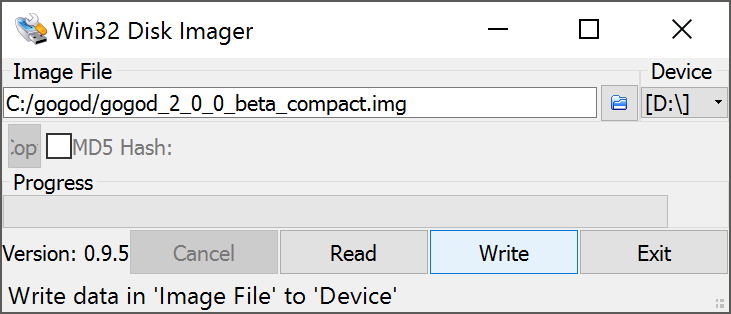 Win32 Disk Imager
Image File Device
C:/gogod/gogod_2_0_0_beta_compact.img [D:\]
opy MD5 Hash:
Progress
Version: 0.9.5 Cancel Read Write Exit
Write data in 'Image File' to 'Device'